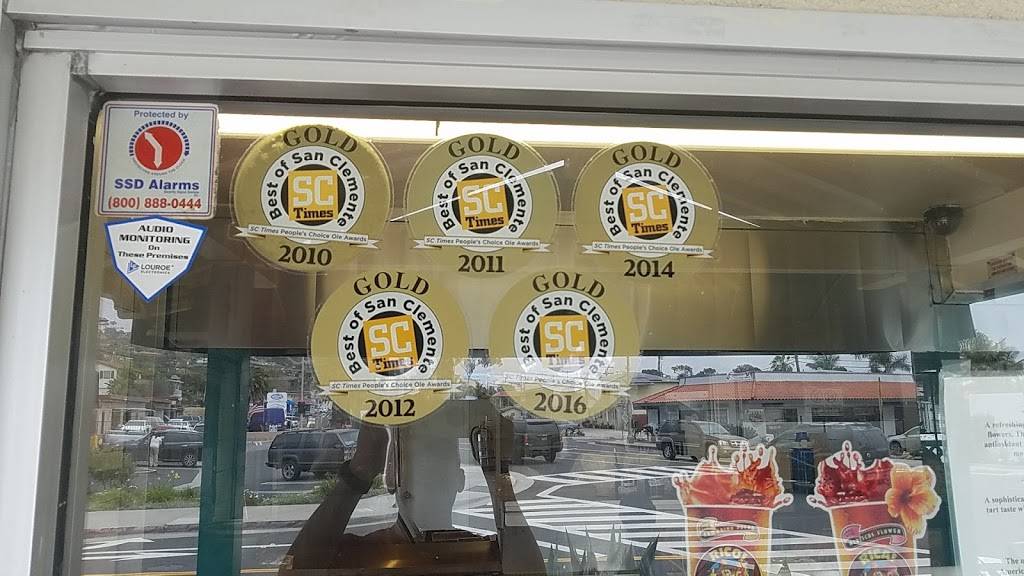 Protected by
SSD Alarms
(800) 888-0444
AUDIO
MONITORING
On
These Premises
LOUROE
ELECTRONICS
GOLD
Best of San Clemente
SC
Times
SC Times People's Choice Ole Awards
2010
GOLD
Best of San Clemente
SC
Times
SC Times People's Choice Ole Awards
2011
GOLD
Best of San Clemente
SC
Times
SC Times People's Choice Ole Awards
2014
GOLD
Best of San Clemente
SC
Times
SC Times People's Choice Ole Awards
2012
GOLD
Best of San Clemente
SC
Times
SC Times People's Choice Ole Awards
2016
A refreshing
flowers.
antioxidant
A sophistica
tart taste w